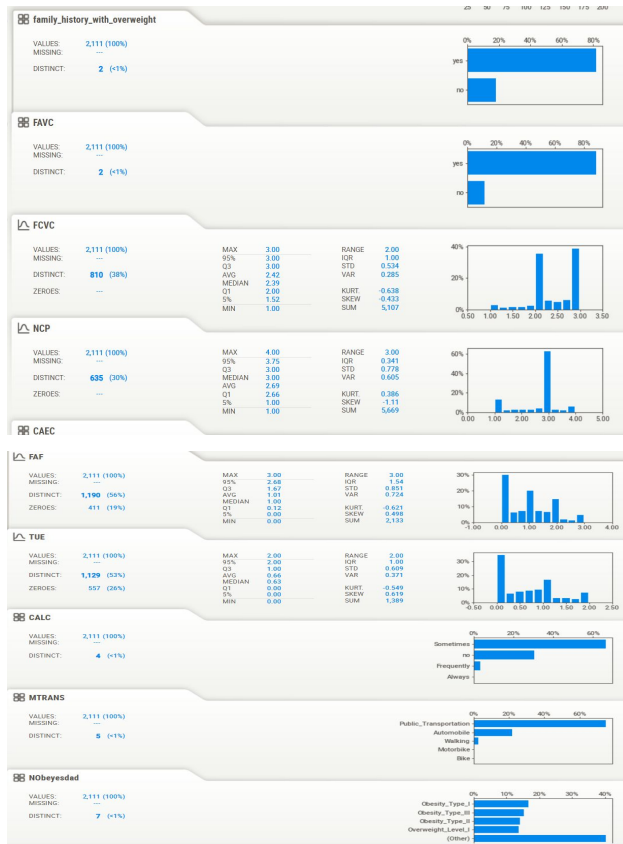 25 50 75 100 125 150 175 200
family_history_with_overweight
VALUES: 2,111 (100%)
MISSING: ---
DISTINCT: 2 (<1%)
0% 20% 40% 60% 80%
yes
no
FAVC
VALUES: 2,111 (100%)
MISSING: ---
DISTINCT: 2 (<1%)
0% 20% 40% 60% 80%
yes
no
FCVC
VALUES: 2,111 (100%)
MISSING: ---
DISTINCT: 810 (38%)
ZEROES: ---
MAX 3.00
95% 3.00
Q3 3.00
AVG 2.42
MEDIAN 2.39
Q1 2.00
5% 1.52
MIN 1.00
RANGE 2.00
IQR 1.00
STD 0.534
VAR 0.285
KURT. -0.638
SKEW -0.433
SUM 5,107
40%
20%
0%
0.50 1.00 1.50 2.00 2.50 3.00 3.50
NCP
VALUES: 2,111 (100%)
MISSING: ---
DISTINCT: 635 (30%)
ZEROES: ---
MAX 4.00
95% 3.75
Q3 3.00
MEDIAN 3.00
AVG 2.69
Q1 2.66
5% 1.00
MIN 1.00
RANGE 3.00
IQR 0.341
STD 0.778
VAR 0.605
KURT. 0.386
SKEW -1.11
SUM 5,669
60%
40%
20%
0%
0.00 1.00 2.00 3.00 4.00 5.00
CAEC
FAF
VALUES: 2,111 (100%)
MISSING: ---
DISTINCT: 1,190 (56%)
ZEROES: 411 (19%)
MAX 3.00
95% 2.68
Q3 1.67
AVG 1.01
MEDIAN 1.00
Q1 0.12
5% 0.00
MIN 0.00
RANGE 3.00
IQR 1.54
STD 0.851
VAR 0.724
KURT. -0.621
SKEW 0.498
SUM 2,133
30%
20%
10%
0%
-1.00 0.00 1.00 2.00 3.00 4.00
TUE
VALUES: 2,111 (100%)
MISSING: ---
DISTINCT: 1,129 (53%)
ZEROES: 557 (26%)
MAX 2.00
95% 2.00
Q3 1.00
AVG 0.66
MEDIAN 0.63
Q1 0.00
5% 0.00
MIN 0.00
RANGE 2.00
IQR 1.00
STD 0.609
VAR 0.371
KURT. -0.549
SKEW 0.619
SUM 1,389
30%
20%
10%
0%
-0.50 0.00 0.50 1.00 1.50 2.00 2.50
CALC
VALUES: 2,111 (100%)
MISSING: ---
DISTINCT: 4 (<1%)
0% 20% 40% 60%
Sometimes
no
Frequently
Always
MTRANS
VALUES: 2,111 (100%)
MISSING: ---
DISTINCT: 5 (<1%)
0% 20% 40% 60%
Public_Transportation
Automobile
Walking
Motorbike
Bike
NObeyesdad
VALUES: 2,111 (100%)
MISSING: ---
DISTINCT: 7 (<1%)
0% 10% 20% 30% 40%
Obesity_Type_I
Obesity_Type_III
Obesity_Type_II
Overweight_Level_I
(Other)